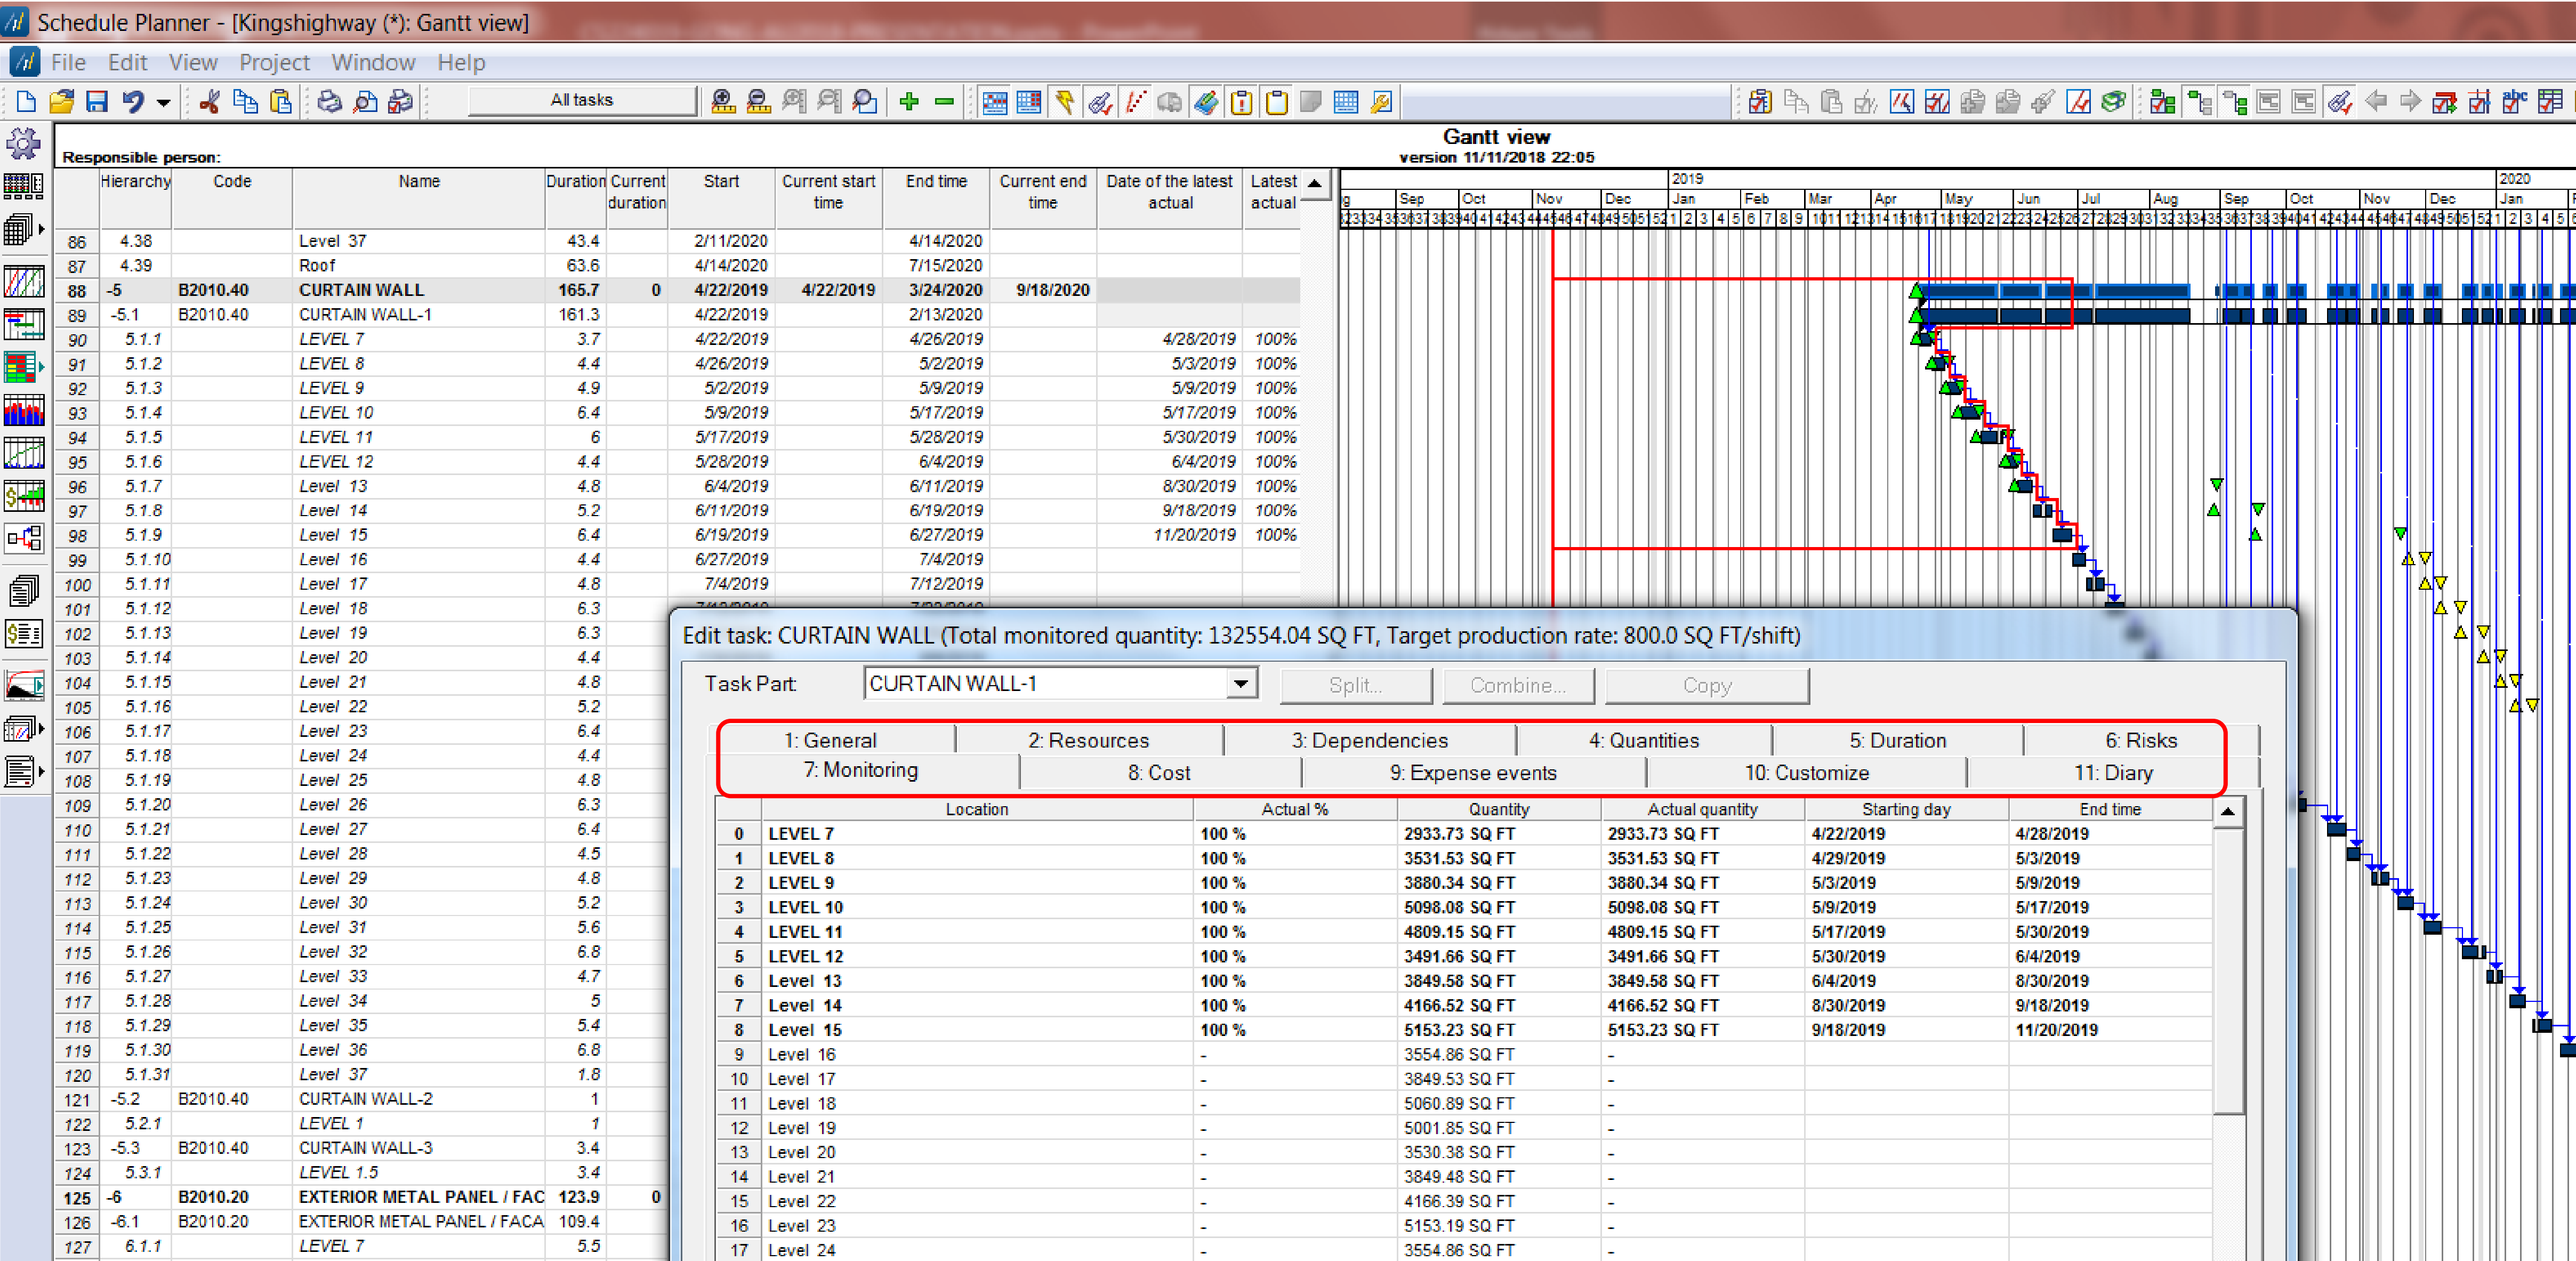 Schedule Planner - [Kingshighway (*): Gantt view]
File Edit View Project Window Help
All tasks
Gantt view
Responsible person:
version 11/11/2018 22:05
Hierarchy Code Name Duration Current duration Start Current start time End time Current end time Date of the latest actual Latest actual
2019 2020
Sep Oct Nov Dec Jan Feb Mar Apr May Jun Jul Aug Sep Oct Nov Dec Jan
86 4.38 Level 37 43.4 2/11/2020 4/14/2020
87 4.39 Roof 63.6 4/14/2020 7/15/2020
88 -5 B2010.40 CURTAIN WALL 165.7 0 4/22/2019 4/22/2019 3/24/2020 9/18/2020
89 -5.1 B2010.40 CURTAIN WALL-1 161.3 4/22/2019 2/13/2020
90 5.1.1 LEVEL 7 3.7 4/22/2019 4/26/2019 4/28/2019 100%
91 5.1.2 LEVEL 8 4.4 4/26/2019 5/2/2019 5/3/2019 100%
92 5.1.3 LEVEL 9 4.9 5/2/2019 5/9/2019 5/9/2019 100%
93 5.1.4 LEVEL 10 6.4 5/9/2019 5/17/2019 5/17/2019 100%
94 5.1.5 LEVEL 11 6 5/17/2019 5/28/2019 5/30/2019 100%
95 5.1.6 LEVEL 12 4.4 5/28/2019 6/4/2019 6/4/2019 100%
96 5.1.7 Level 13 4.8 6/4/2019 6/11/2019 8/30/2019 100%
97 5.1.8 Level 14 5.2 6/11/2019 6/19/2019 9/18/2019 100%
98 5.1.9 Level 15 6.4 6/19/2019 6/27/2019 11/20/2019 100%
99 5.1.10 Level 16 4.4 6/27/2019 7/4/2019
100 5.1.11 Level 17 4.8 7/4/2019 7/12/2019
101 5.1.12 Level 18 6.3
102 5.1.13 Level 19 6.3
103 5.1.14 Level 20 4.4
104 5.1.15 Level 21 4.8
105 5.1.16 Level 22 5.2
106 5.1.17 Level 23 6.4
107 5.1.18 Level 24 4.4
108 5.1.19 Level 25 4.8
109 5.1.20 Level 26 6.3
110 5.1.21 Level 27 6.4
111 5.1.22 Level 28 4.5
112 5.1.23 Level 29 4.8
113 5.1.24 Level 30 5.2
114 5.1.25 Level 31 5.6
115 5.1.26 Level 32 6.8
116 5.1.27 Level 33 4.7
117 5.1.28 Level 34 5
118 5.1.29 Level 35 5.4
119 5.1.30 Level 36 6.8
120 5.1.31 Level 37 1.8
121 -5.2 B2010.40 CURTAIN WALL-2 1
122 5.2.1 LEVEL 1 1
123 -5.3 B2010.40 CURTAIN WALL-3 3.4
124 5.3.1 LEVEL 1.5 3.4
125 -6 B2010.20 EXTERIOR METAL PANEL / FAC 123.9 0
126 -6.1 B2010.20 EXTERIOR METAL PANEL / FACA 109.4
127 6.1.1 LEVEL 7 5.5
Edit task: CURTAIN WALL (Total monitored quantity: 132554.04 SQ FT, Target production rate: 800.0 SQ FT/shift)
Task Part: CURTAIN WALL-1 Split... Combine... Copy
1: General 2: Resources 3: Dependencies 4: Quantities 5: Duration 6: Risks
7: Monitoring 8: Cost 9: Expense events 10: Customize 11: Diary
Location Actual % Quantity Actual quantity Starting day End time
0 LEVEL 7 100 % 2933.73 SQ FT 2933.73 SQ FT 4/22/2019 4/28/2019
1 LEVEL 8 100 % 3531.53 SQ FT 3531.53 SQ FT 4/29/2019 5/3/2019
2 LEVEL 9 100 % 3880.34 SQ FT 3880.34 SQ FT 5/3/2019 5/9/2019
3 LEVEL 10 100 % 5098.08 SQ FT 5098.08 SQ FT 5/9/2019 5/17/2019
4 LEVEL 11 100 % 4809.15 SQ FT 4809.15 SQ FT 5/17/2019 5/30/2019
5 LEVEL 12 100 % 3491.66 SQ FT 3491.66 SQ FT 5/30/2019 6/4/2019
6 Level 13 100 % 3849.58 SQ FT 3849.58 SQ FT 6/4/2019 8/30/2019
7 Level 14 100 % 4166.52 SQ FT 4166.52 SQ FT 8/30/2019 9/18/2019
8 Level 15 100 % 5153.23 SQ FT 5153.23 SQ FT 9/18/2019 11/20/2019
9 Level 16 - 3554.86 SQ FT -
10 Level 17 - 3849.53 SQ FT -
11 Level 18 - 5060.89 SQ FT -
12 Level 19 - 5001.85 SQ FT -
13 Level 20 - 3530.38 SQ FT -
14 Level 21 - 3849.48 SQ FT -
15 Level 22 - 4166.39 SQ FT -
16 Level 23 - 5153.19 SQ FT -
17 Level 24 - 3554.86 SQ FT -